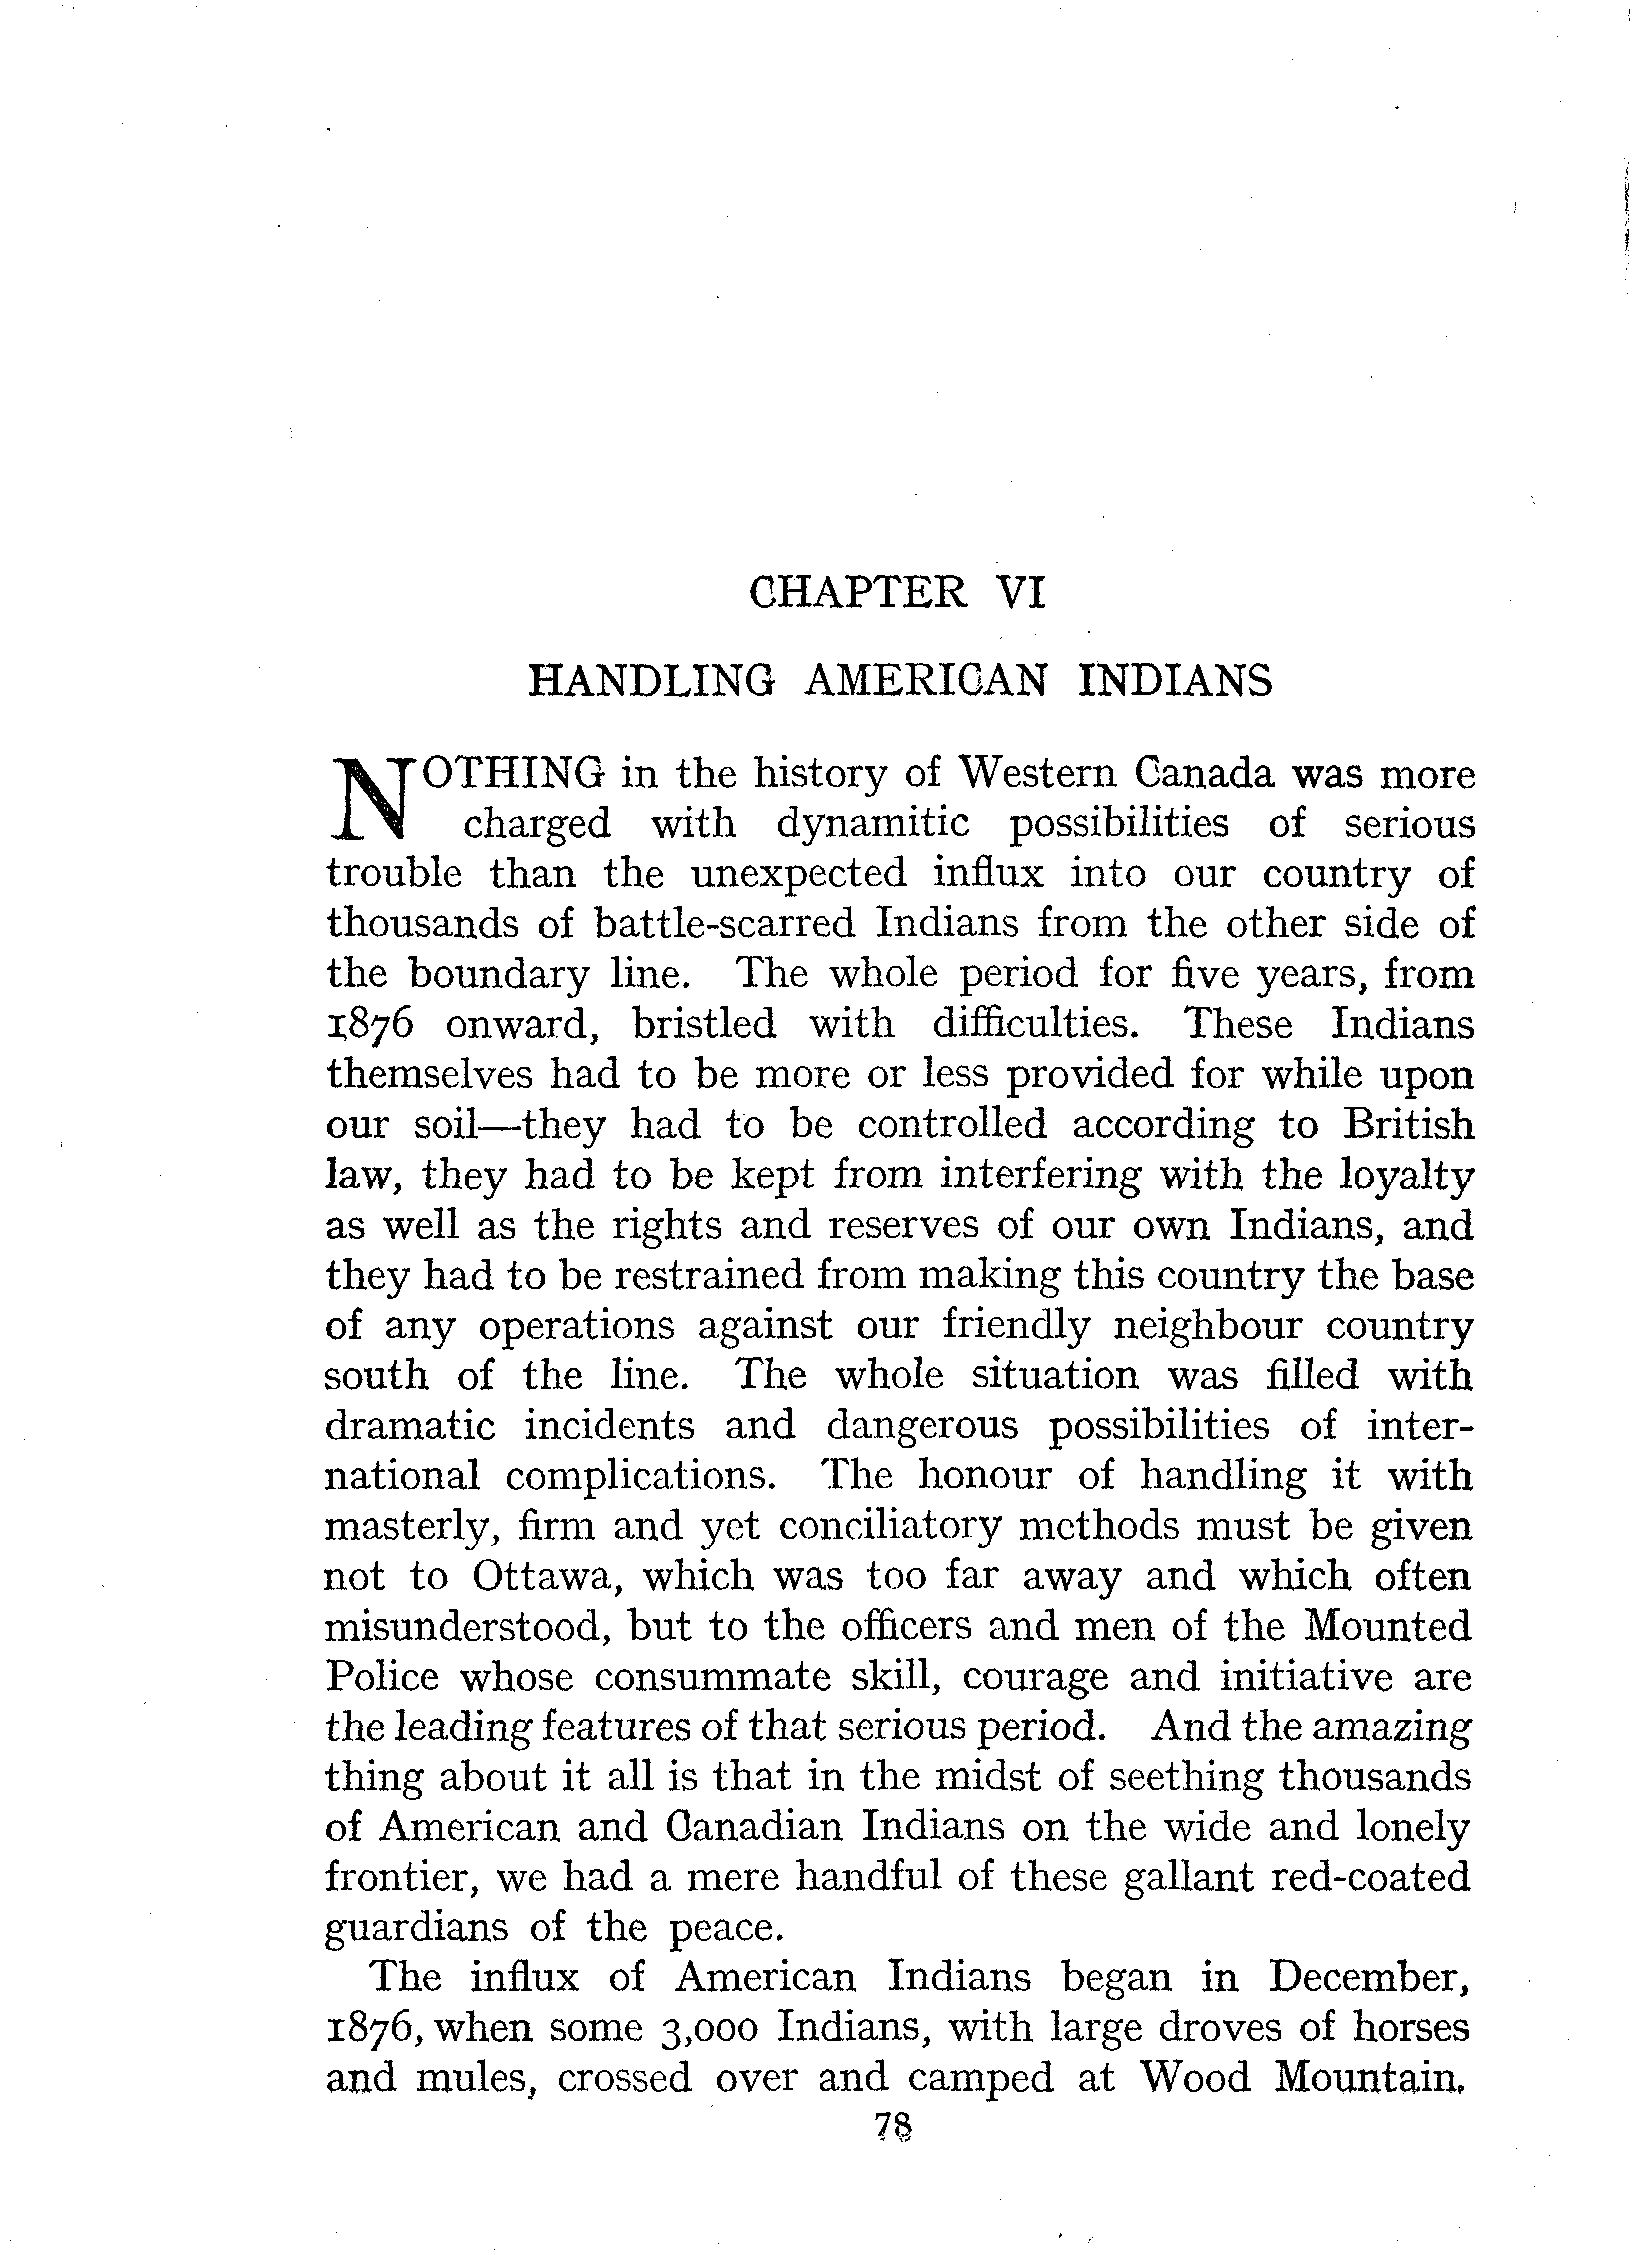 CHAPTER VI
HANDLING AMERICAN INDIANS
NOTHING in the history of Western Canada was more
charged with dynamitic possibilities of serious
trouble than the unexpected influx into our country of
thousands of battle-scarred Indians from the other side of
the boundary line. The whole period for five years, from
1876 onward, bristled with difficulties. These Indians
themselves had to be more or less provided for while upon
our soil—they had to be controlled according to British
law, they had to be kept from interfering with the loyalty
as well as the rights and reserves of our own Indians, and
they had to be restrained from making this country the base
of any operations against our friendly neighbour country
south of the line. The whole situation was filled with
dramatic incidents and dangerous possibilities of inter-
national complications. The honour of handling it with
masterly, firm and yet conciliatory methods must be given
not to Ottawa, which was too far away and which often
misunderstood, but to the officers and men of the Mounted
Police whose consummate skill, courage and initiative are
the leading features of that serious period. And the amazing
thing about it all is that in the midst of seething thousands
of American and Canadian Indians on the wide and lonely
frontier, we had a mere handful of these gallant red-coated
guardians of the peace.
The influx of American Indians began in December,
1876, when some 3,000 Indians, with large droves of horses
and mules, crossed over and camped at Wood Mountain.
78